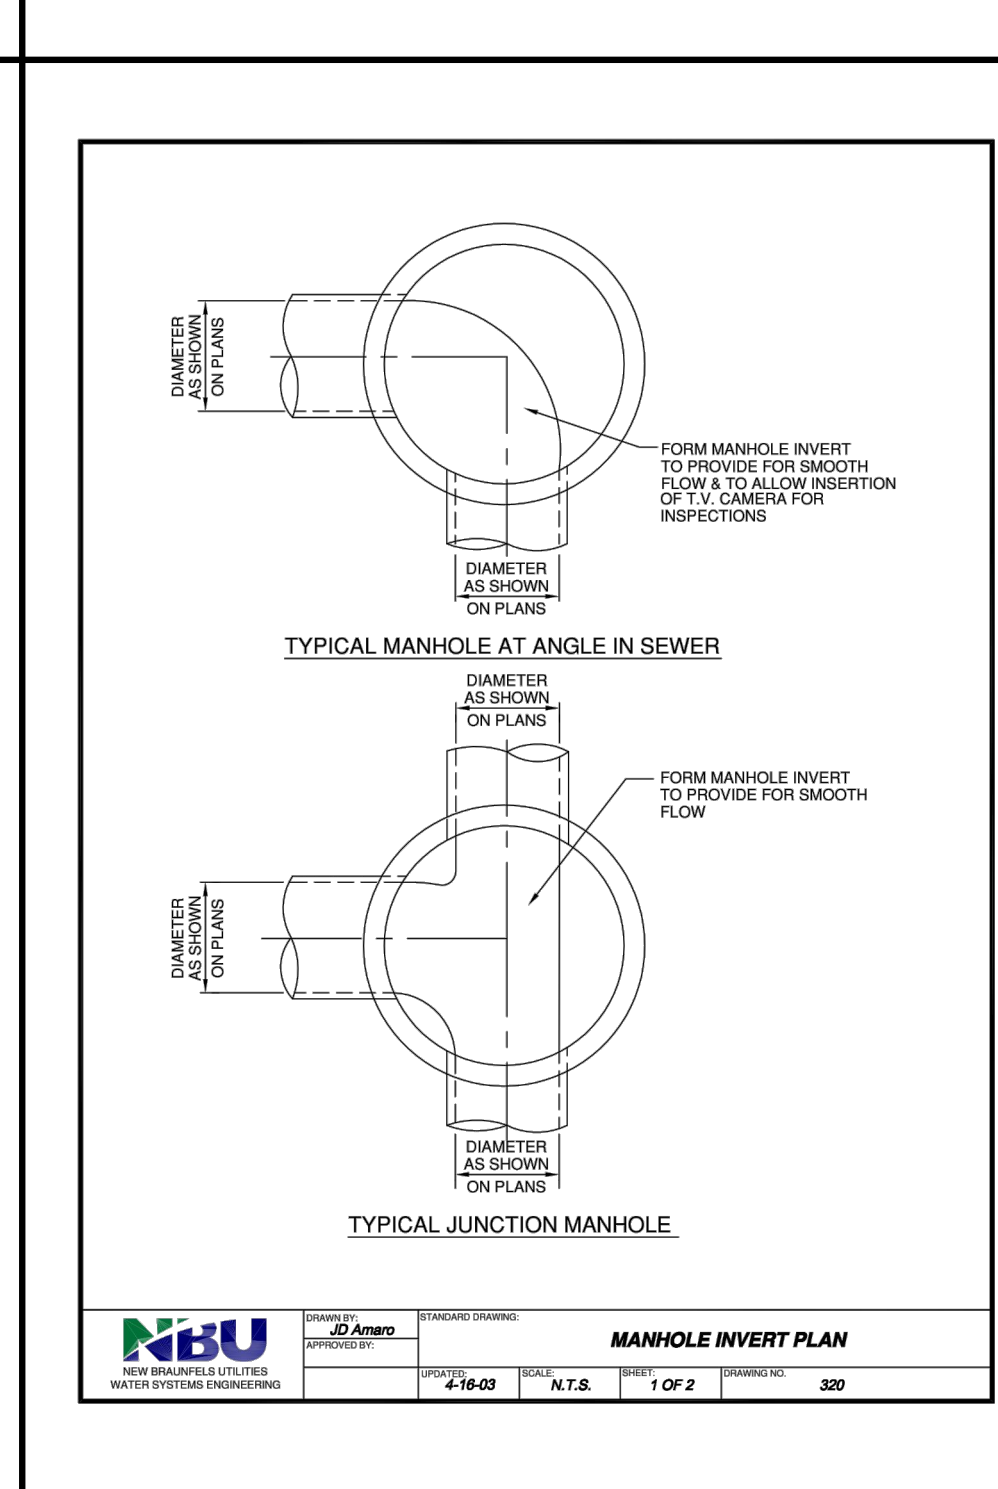 DIAMETER
AS SHOWN
ON PLANS
FORM MANHOLE INVERT
TO PROVIDE FOR SMOOTH
FLOW & TO ALLOW INSERTION
OF T.V. CAMERA FOR
INSPECTIONS
DIAMETER
AS SHOWN
ON PLANS
TYPICAL MANHOLE AT ANGLE IN SEWER
DIAMETER
AS SHOWN
ON PLANS
FORM MANHOLE INVERT
TO PROVIDE FOR SMOOTH
FLOW
DIAMETER
AS SHOWN
ON PLANS
DIAMETER
AS SHOWN
ON PLANS
TYPICAL JUNCTION MANHOLE
NBU
NEW BRAUNFELS UTILITIES
WATER SYSTEMS ENGINEERING
DRAWN BY:
JD Amaro
APPROVED BY:
STANDARD DRAWING:
MANHOLE INVERT PLAN
UPDATED:
4-16-03
SCALE:
N.T.S.
SHEET:
1 OF 2
DRAWING NO.
320